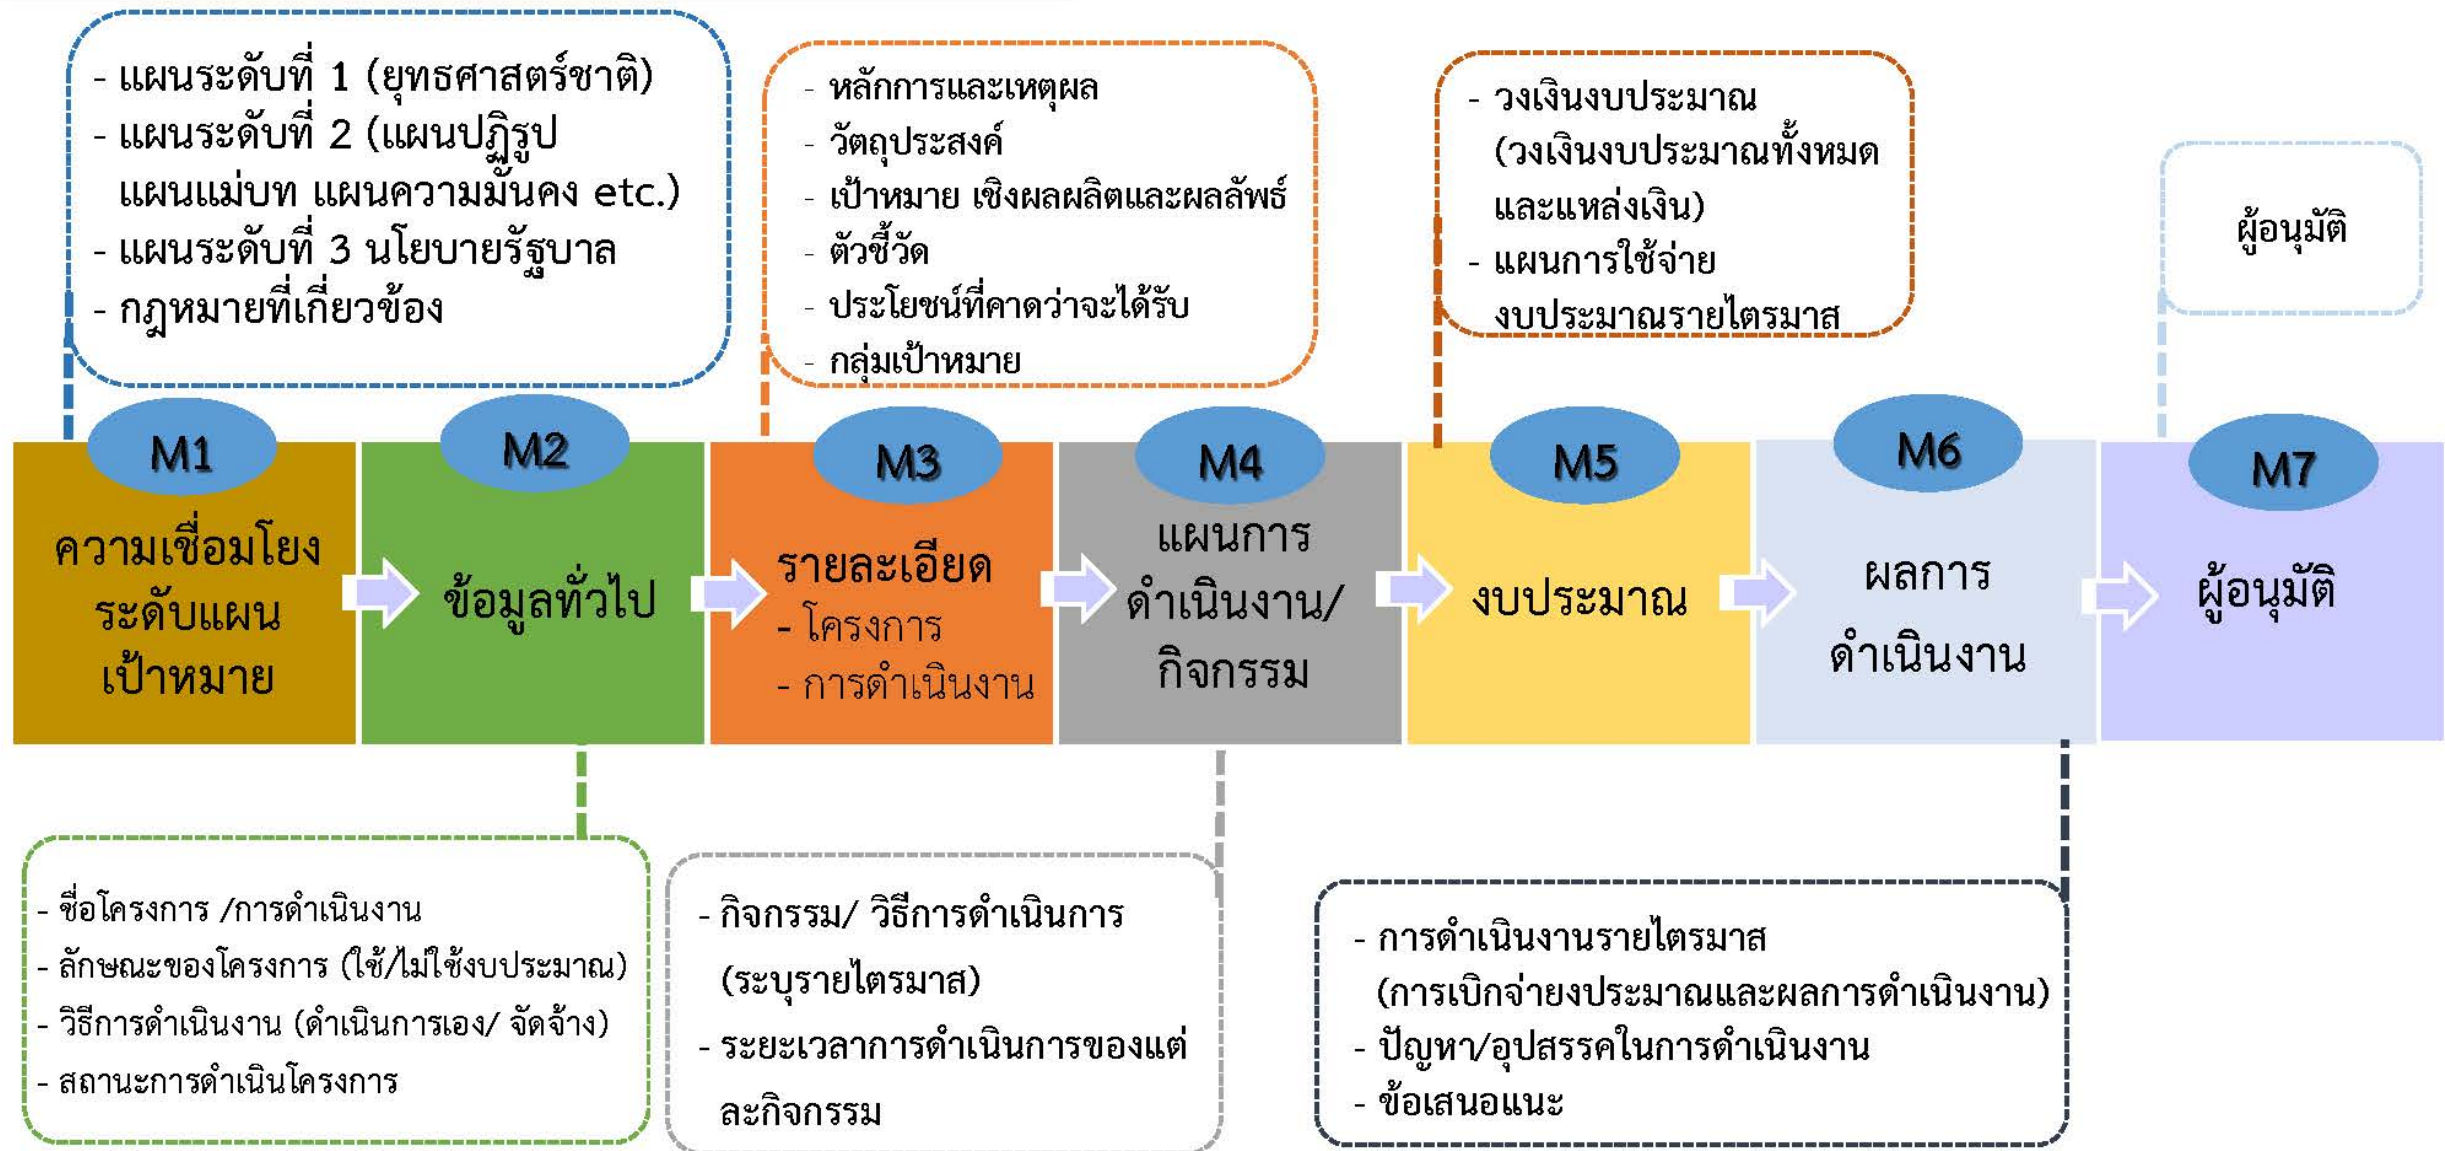 - แผนระดับที่ 1 (ยุทธศาสตร์ชาติ)
- แผนระดับที่ 2 (แผนปฏิรูป
แผนแม่บท แผนความมั่นคง etc.)
- แผนระดับที่ 3 นโยบายรัฐบาล
- กฎหมายที่เกี่ยวข้อง
- หลักการและเหตุผล
- วัตถุประสงค์
- เป้าหมาย เชิงผลผลิตและผลลัพธ์
- ตัวชี้วัด
- ประโยชน์ที่คาดว่าจะได้รับ
- กลุ่มเป้าหมาย
- วงเงินงบประมาณ
(วงเงินงบประมาณทั้งหมด
และแหล่งเงิน)
- แผนการใช้จ่าย
งบประมาณรายไตรมาส
ผู้อนุมัติ
M1
ความเชื่อมโยง
ระดับแผน
เป้าหมาย
M2
ข้อมูลทั่วไป
M3
รายละเอียด
- โครงการ
- การดำเนินงาน
M4
แผนการ
ดำเนินงาน/
กิจกรรม
M5
งบประมาณ
M6
ผลการ
ดำเนินงาน
M7
ผู้อนุมัติ
- ชื่อโครงการ /การดำเนินงาน
- ลักษณะของโครงการ (ใช้/ไม่ใช้งบประมาณ)
- วิธีการดำเนินงาน (ดำเนินการเอง/ จัดจ้าง)
- สถานะการดำเนินโครงการ
- กิจกรรม/ วิธีการดำเนินการ
(ระบุรายไตรมาส)
- ระยะเวลาการดำเนินการของแต่
ละกิจกรรม
- การดำเนินงานรายไตรมาส
(การเบิกจ่ายงประมาณและผลการดำเนินงาน)
- ปัญหา/อุปสรรคในการดำเนินงาน
- ข้อเสนอแนะ